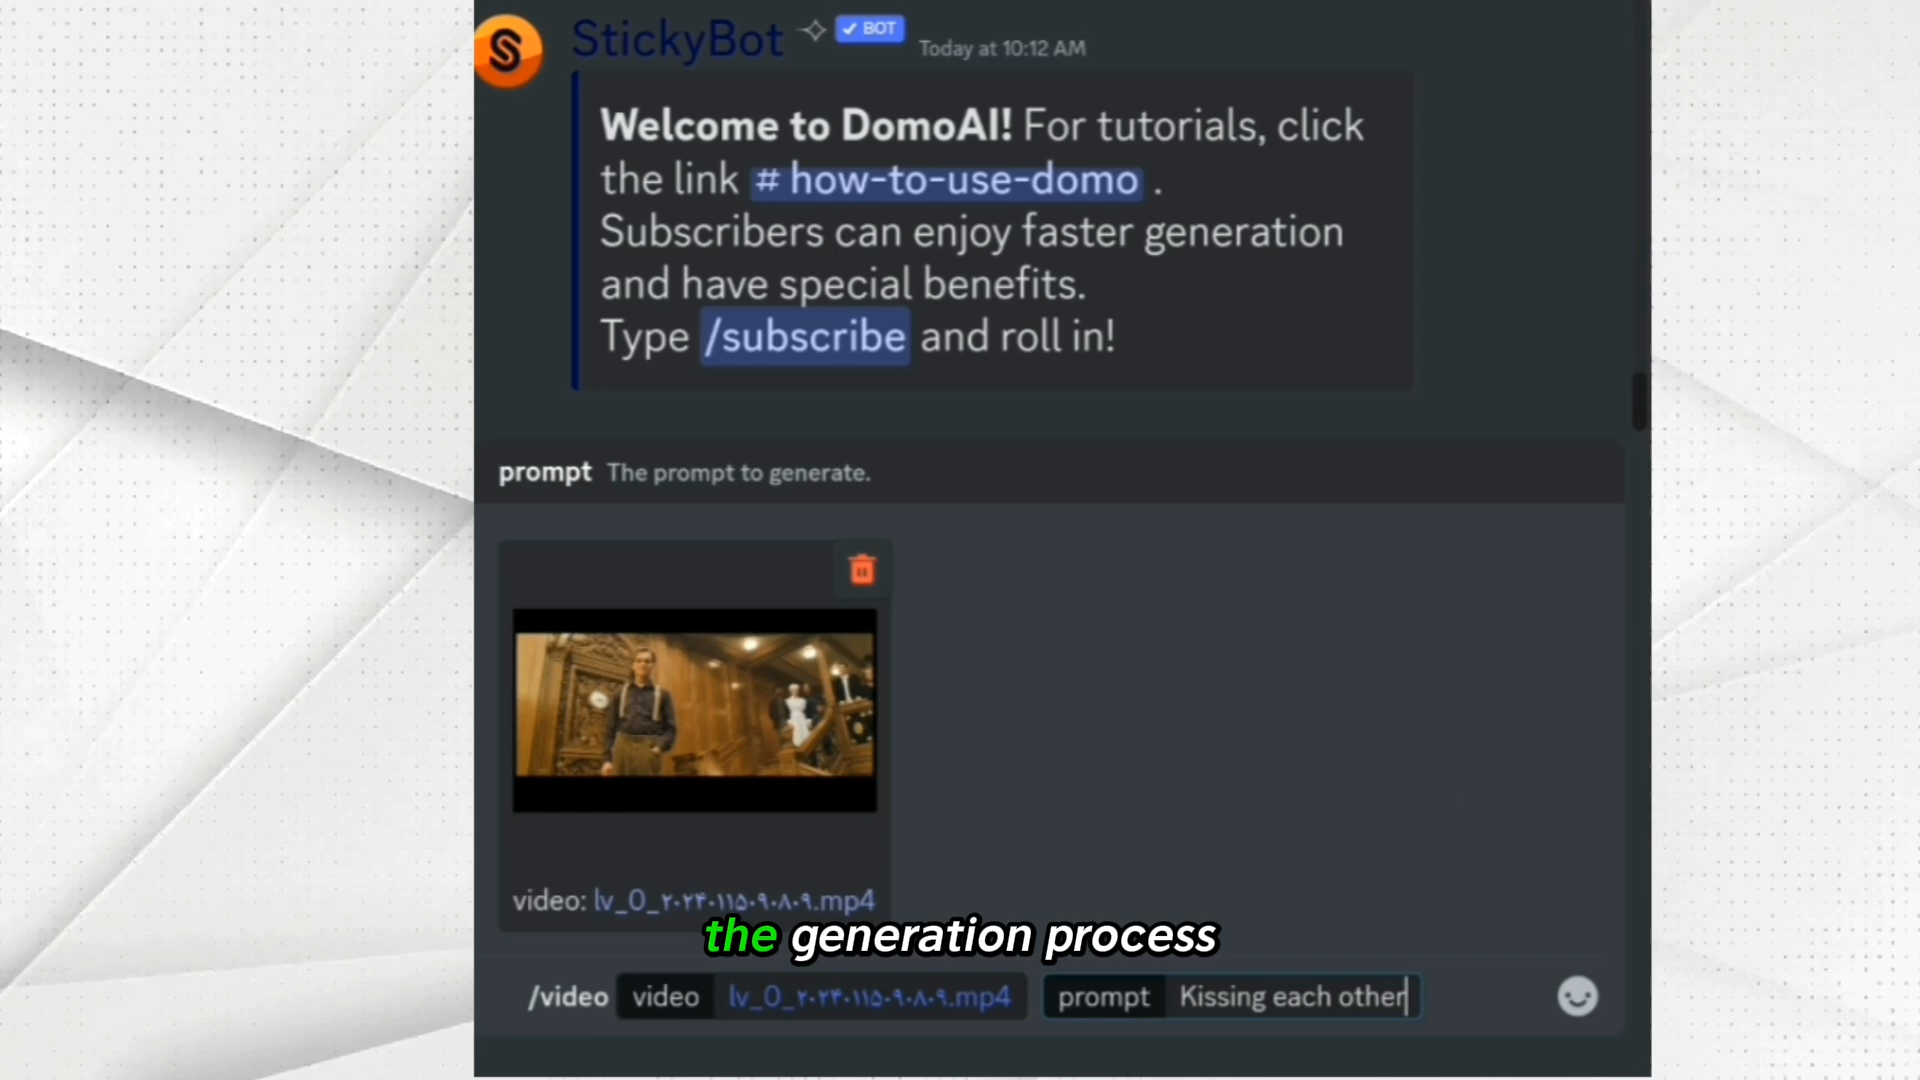 StickyBot BOT Today at 10:12 AM
Welcome to DomoAI! For tutorials, click
the link # how-to-use-domo .
Subscribers can enjoy faster generation
and have special benefits.
Type /subscribe and roll in!
prompt The prompt to generate.
video: lv_0_۲۰۲۴۰۱۱۵۰۹۰۸۰۹.mp4
the generation process
/video video lv_0_۲۰۲۴۰۱۱۵۰۹۰۸۰۹.mp4 prompt Kissing each other